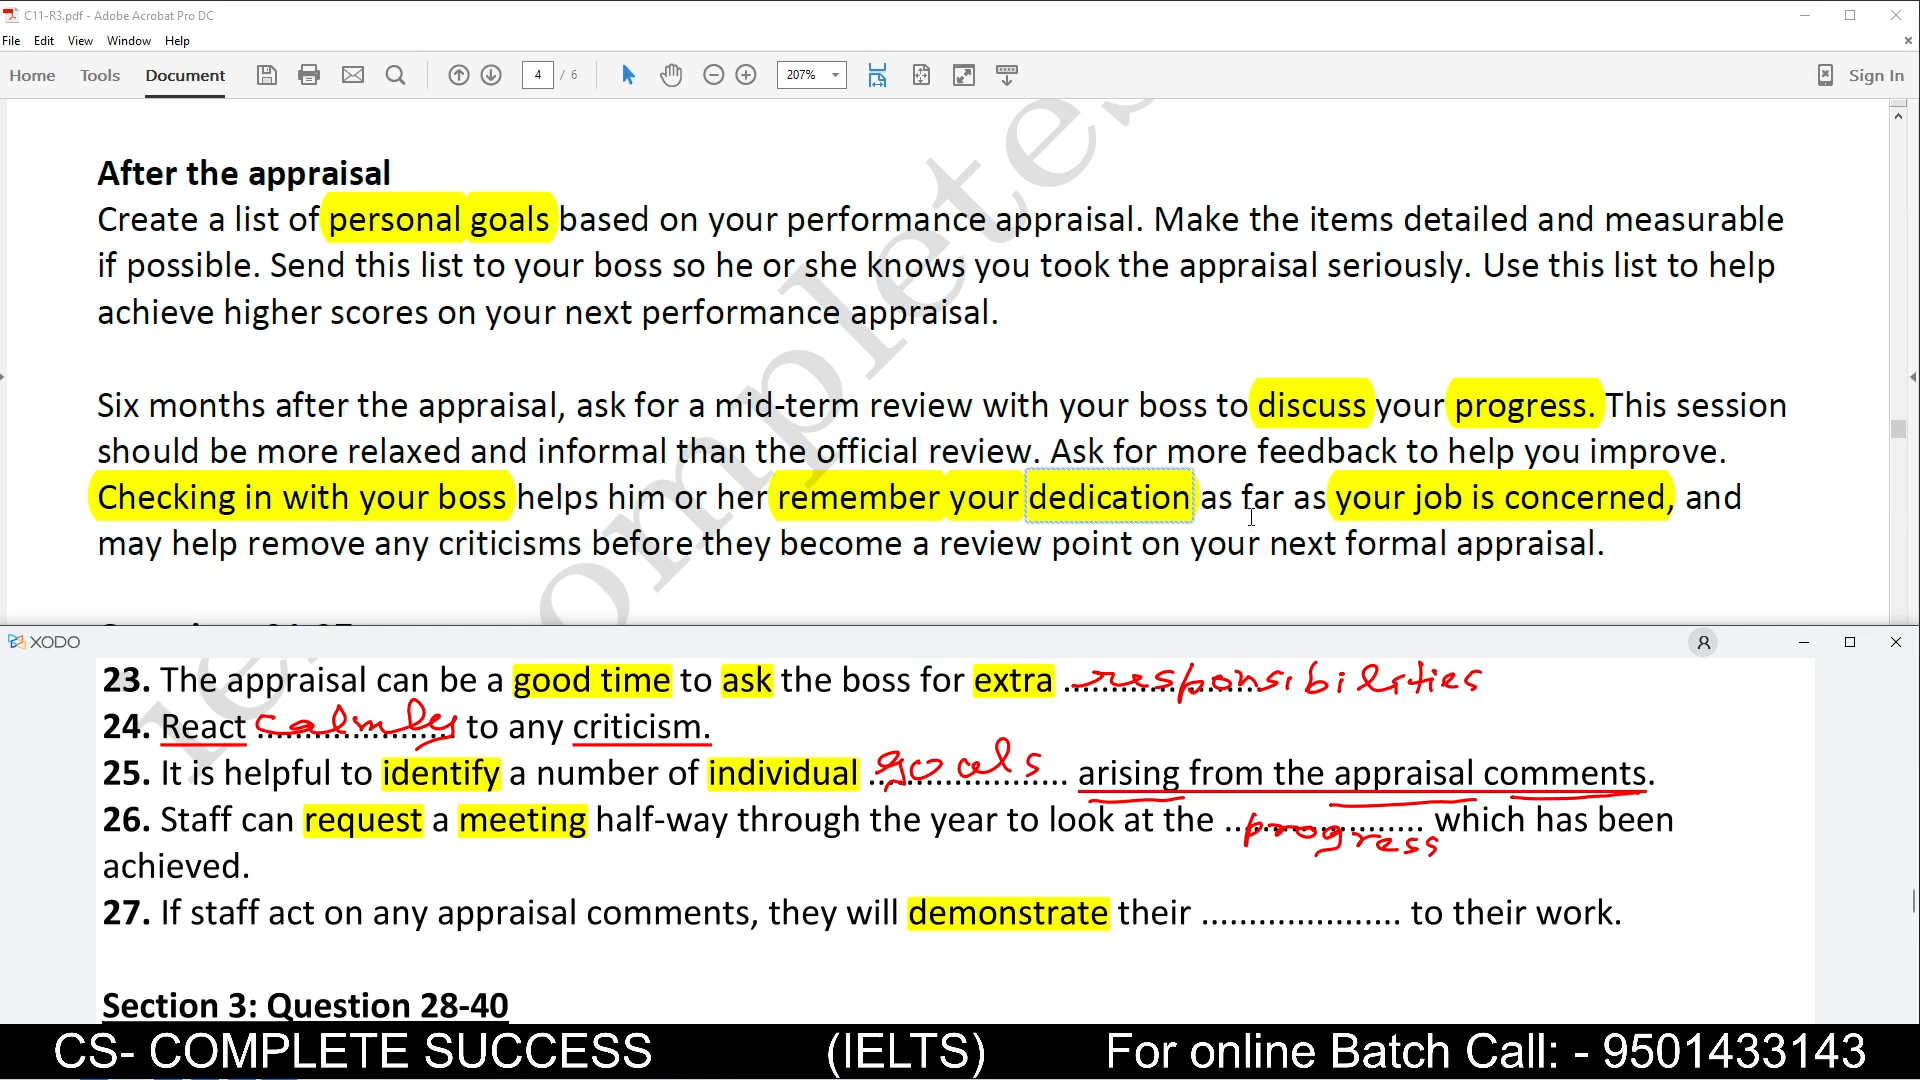 C11-R3.pdf - Adobe Acrobat Pro DC
File Edit View Window Help
Home Tools Document 4 / 6 207% Sign In
After the appraisal
Create a list of personal goals based on your performance appraisal. Make the items detailed and measurable
if possible. Send this list to your boss so he or she knows you took the appraisal seriously. Use this list to help
achieve higher scores on your next performance appraisal.
Six months after the appraisal, ask for a mid-term review with your boss to discuss your progress. This session
should be more relaxed and informal than the official review. Ask for more feedback to help you improve.
Checking in with your boss helps him or her remember your dedication as far as your job is concerned, and
may help remove any criticisms before they become a review point on your next formal appraisal.
XODO
23. The appraisal can be a good time to ask the boss for extra responsibilities
24. React calmly to any criticism.
25. It is helpful to identify a number of individual goals arising from the appraisal comments.
26. Staff can request a meeting half-way through the year to look at the progress which has been
achieved.
27. If staff act on any appraisal comments, they will demonstrate their ..................... to their work.
Section 3: Question 28-40
CS- COMPLETE SUCCESS (IELTS) For online Batch Call: - 9501433143